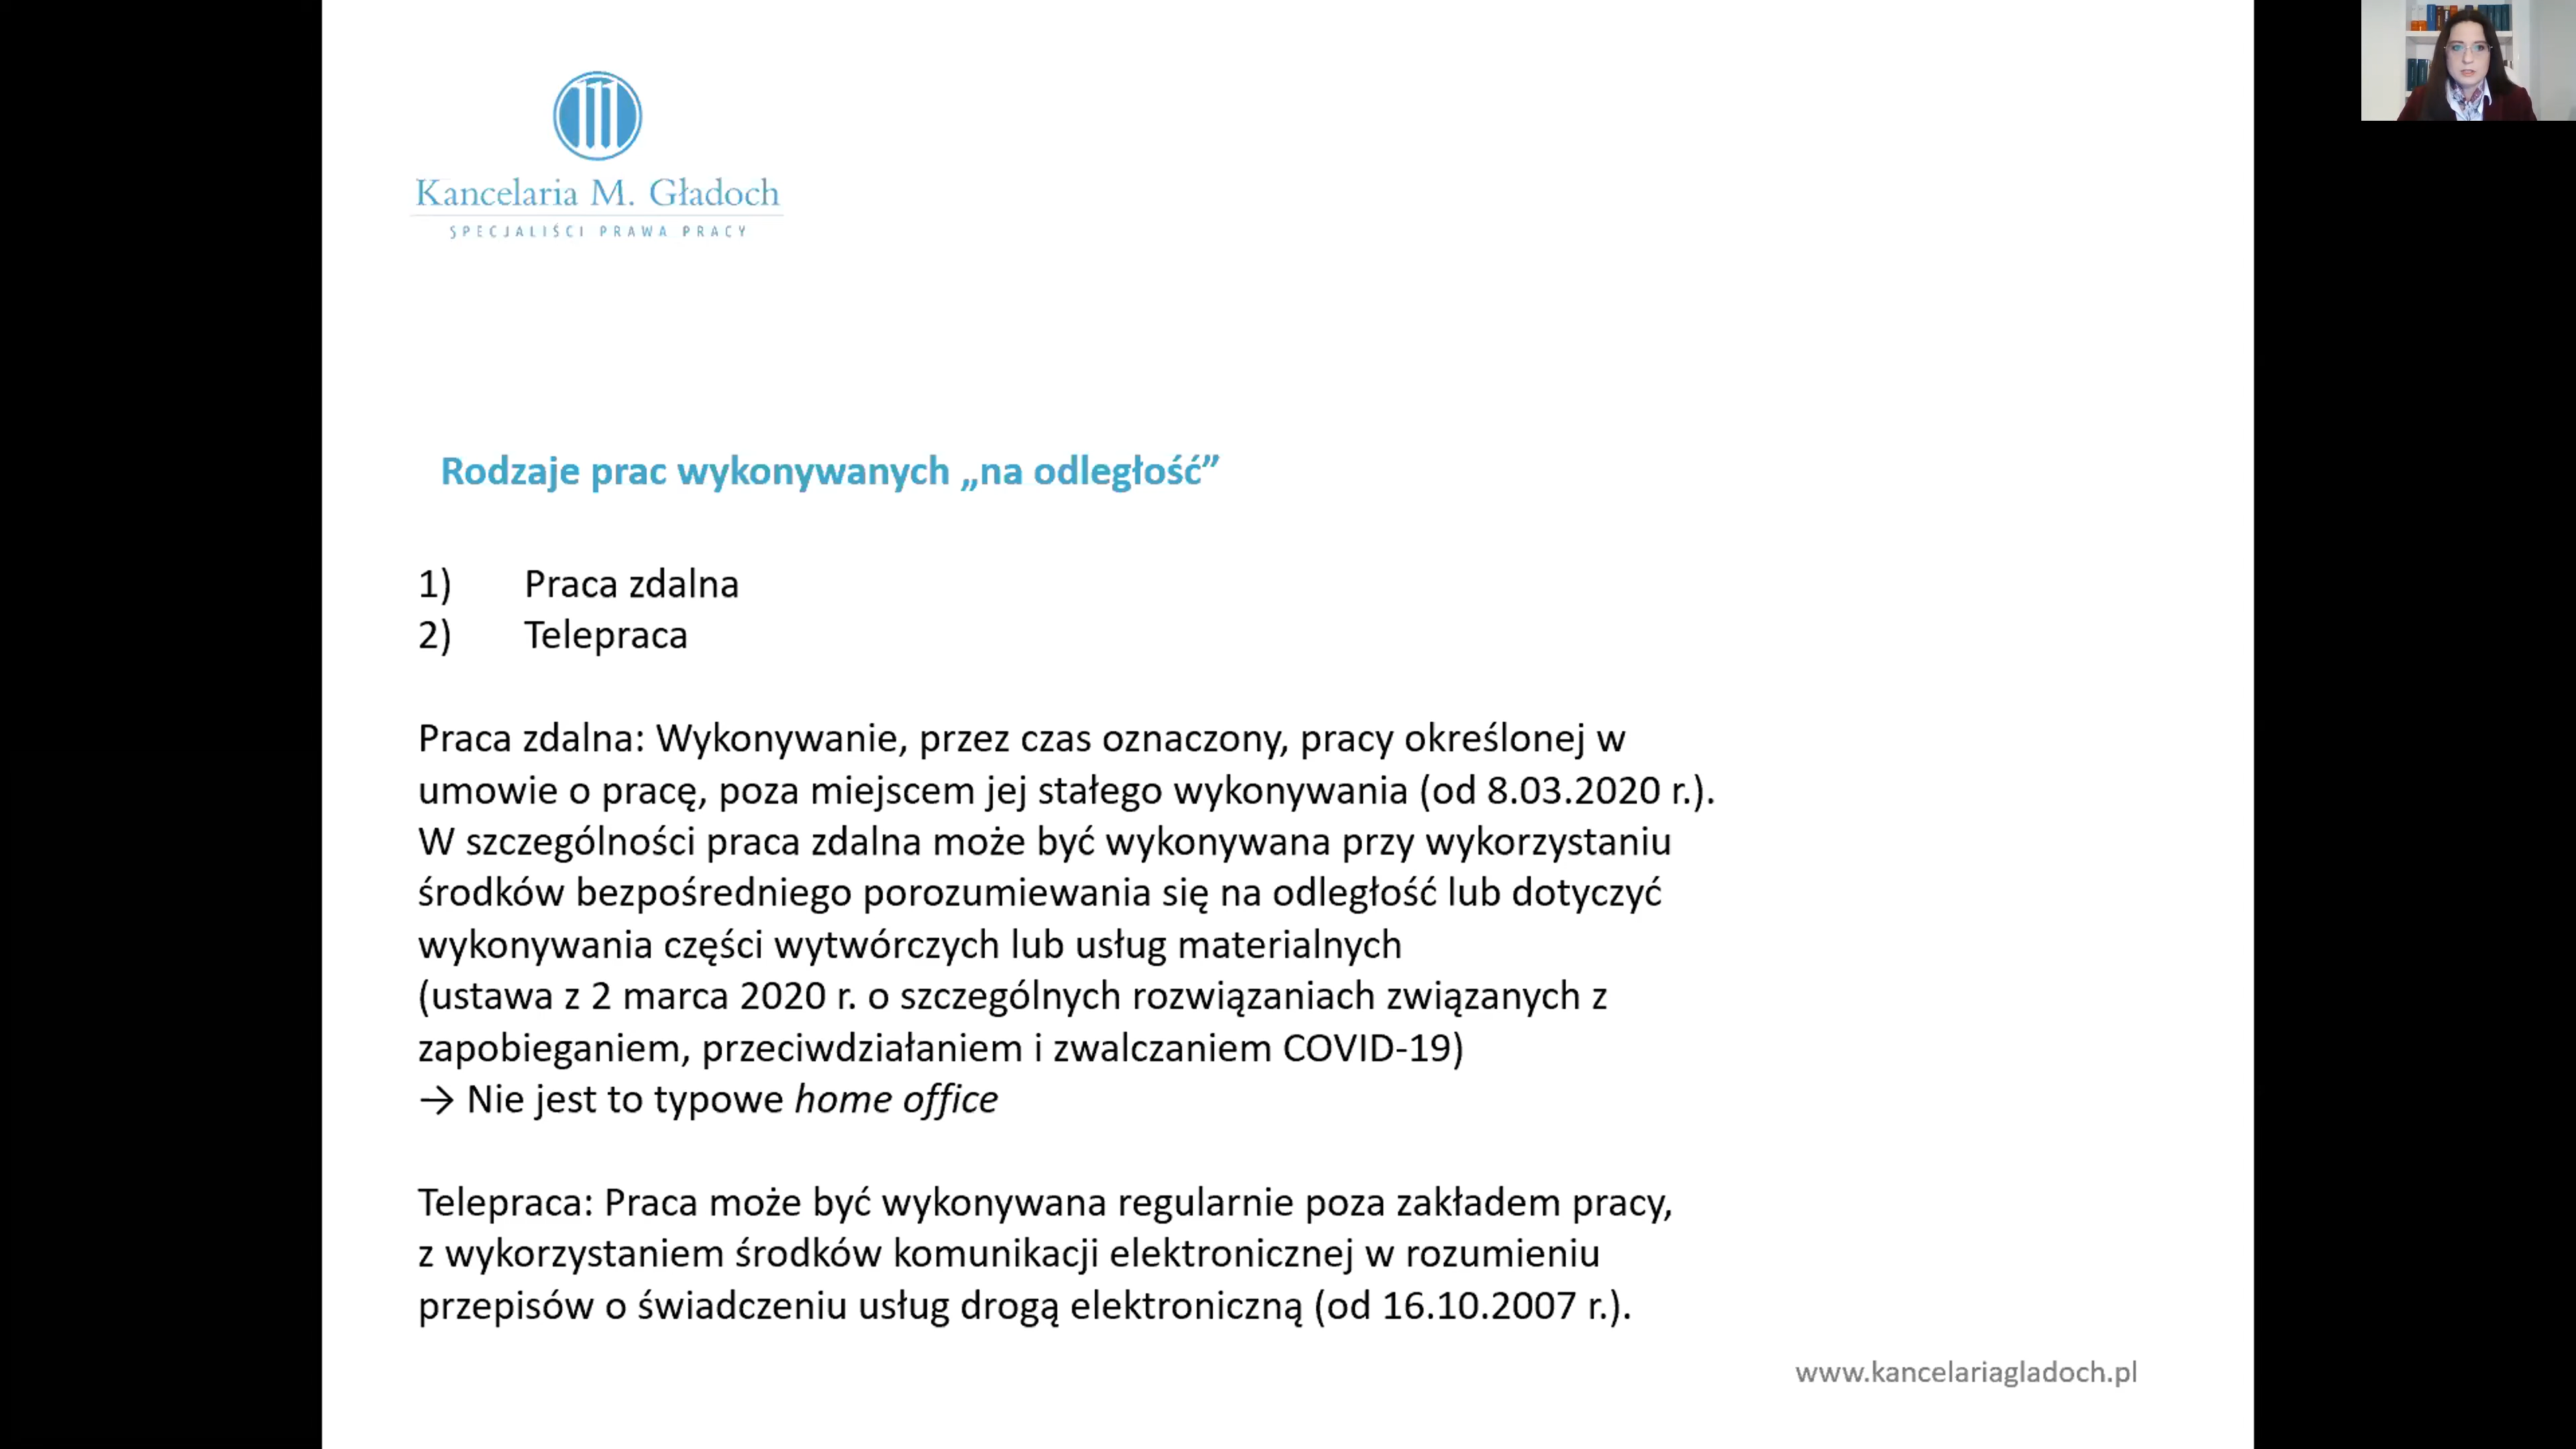 Kancelaria M. Gładoch
SPECJALIŚCI PRAWA PRACY
Rodzaje prac wykonywanych „na odległość”
1) Praca zdalna
2) Telepraca
Praca zdalna: Wykonywanie, przez czas oznaczony, pracy określonej w
umowie o pracę, poza miejscem jej stałego wykonywania (od 8.03.2020 r.).
W szczególności praca zdalna może być wykonywana przy wykorzystaniu
środków bezpośredniego porozumiewania się na odległość lub dotyczyć
wykonywania części wytwórczych lub usług materialnych
(ustawa z 2 marca 2020 r. o szczególnych rozwiązaniach związanych z
zapobieganiem, przeciwdziałaniem i zwalczaniem COVID-19)
→ Nie jest to typowe home office
Telepraca: Praca może być wykonywana regularnie poza zakładem pracy,
z wykorzystaniem środków komunikacji elektronicznej w rozumieniu
przepisów o świadczeniu usług drogą elektroniczną (od 16.10.2007 r.).
www.kancelariagladoch.pl